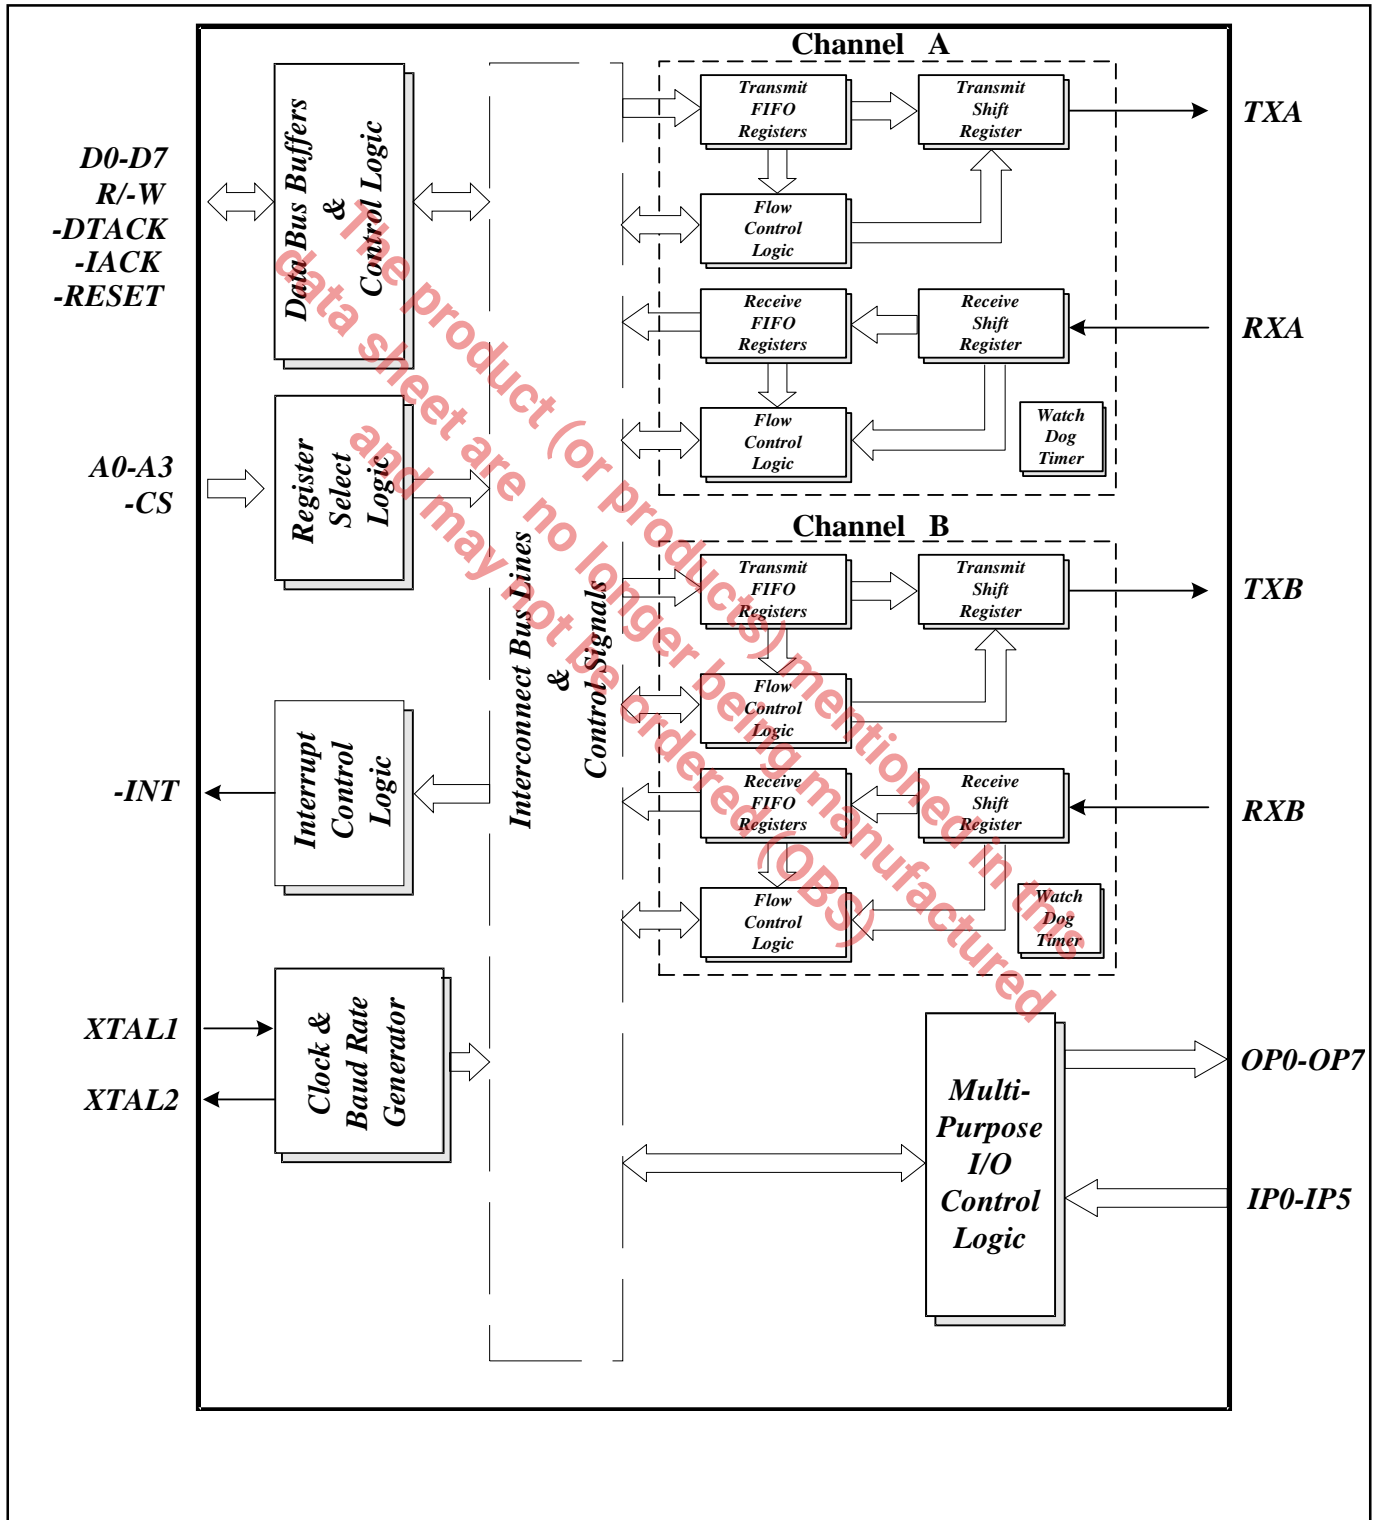 Channel A
Transmit
FIFO
Registers
Transmit
Shift
Register
TXA
Data Bus Buffers
&
Control Logic
D0-D7
R/-W
-DTACK
-IACK
-RESET
Flow
Control
Logic
Receive
FIFO
Registers
Receive
Shift
Register
RXA
Flow
Control
Logic
Watch
Dog
Timer
A0-A3
-CS
Register
Select
Logic
Interconnect Bus Lines
&
Control Signals
Channel B
Transmit
FIFO
Registers
Transmit
Shift
Register
TXB
Flow
Control
Logic
-INT
Interrupt
Control
Logic
Receive
FIFO
Registers
Receive
Shift
Register
RXB
Flow
Control
Logic
Watch
Dog
Timer
XTAL1
XTAL2
Clock &
Baud Rate
Generator
Multi-
Purpose
I/O
Control
Logic
OP0-OP7
IP0-IP5
The product (or products) mentioned in this
data sheet are no longer being manufactured
and may not be ordered (OBS)